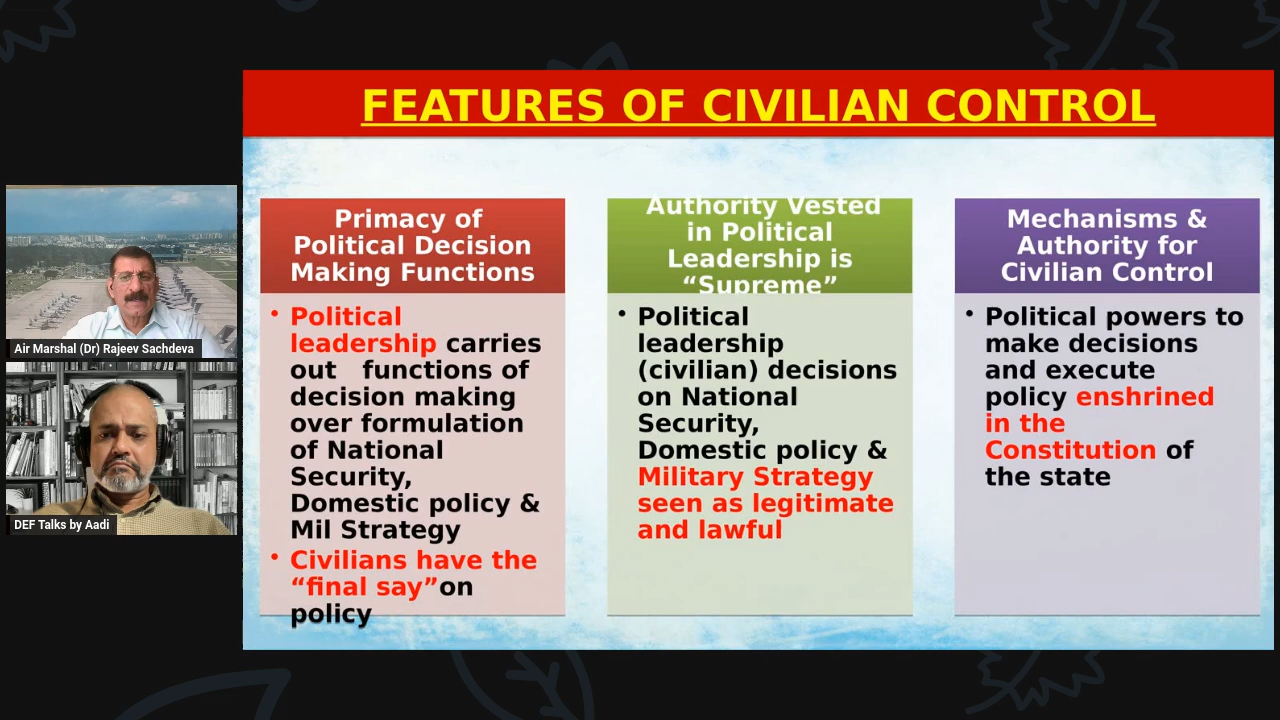 FEATURES OF CIVILIAN CONTROL
Primacy of
Political Decision
Making Functions
• Political
leadership carries
out functions of
decision making
over formulation
of National
Security,
Domestic policy &
Mil Strategy
• Civilians have the
“final say”on
policy
Authority Vested
in Political
Leadership is
“Supreme”
• Political
leadership
(civilian) decisions
on National
Security,
Domestic policy &
Military Strategy
seen as legitimate
and lawful
Mechanisms &
Authority for
Civilian Control
• Political powers to
make decisions
and execute
policy enshrined
in the
Constitution of
the state
Air Marshal (Dr) Rajeev Sachdeva
DEF Talks by Aadi